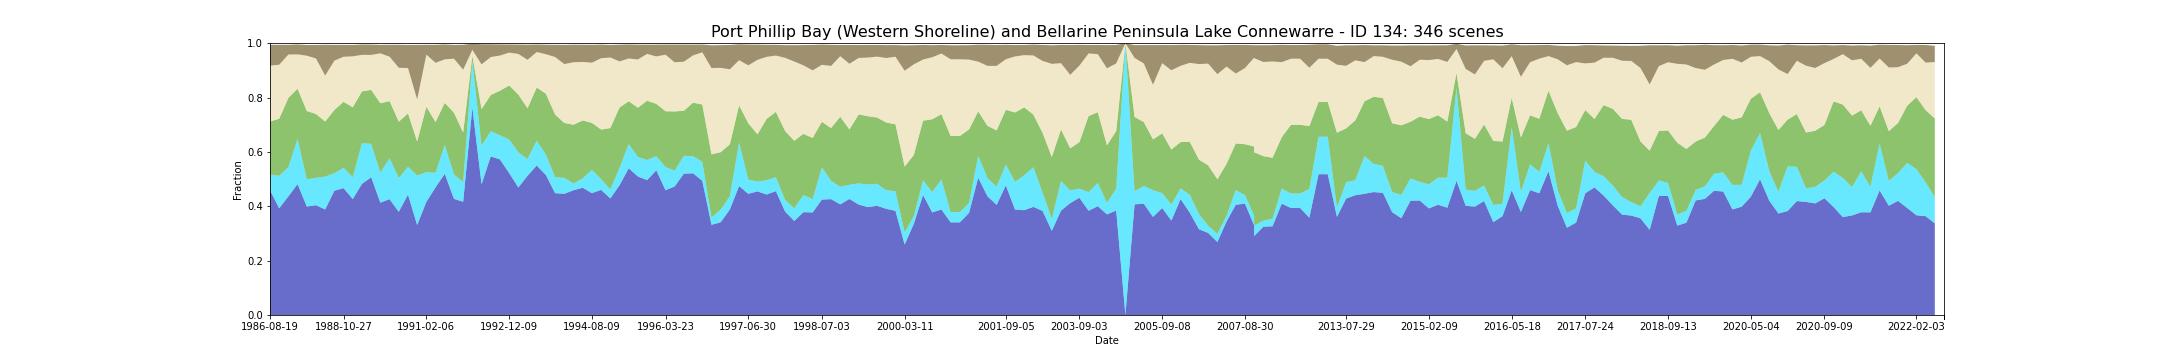 Port Phillip Bay (Western Shoreline) and Bellarine Peninsula Lake Connewarre - ID 134: 346 scenes
1.0
0.8
0.6
0.4
0.2
0.0
Fraction
1986-08-19 1988-10-27 1991-02-06 1992-12-09 1994-08-09 1996-03-23 1997-06-30 1998-07-03 2000-03-11 2001-09-05 2003-09-03 2005-09-08 2007-08-30 2013-07-29 2015-02-09 2016-05-18 2017-07-24 2018-09-13 2020-05-04 2020-09-09 2022-02-03
Date